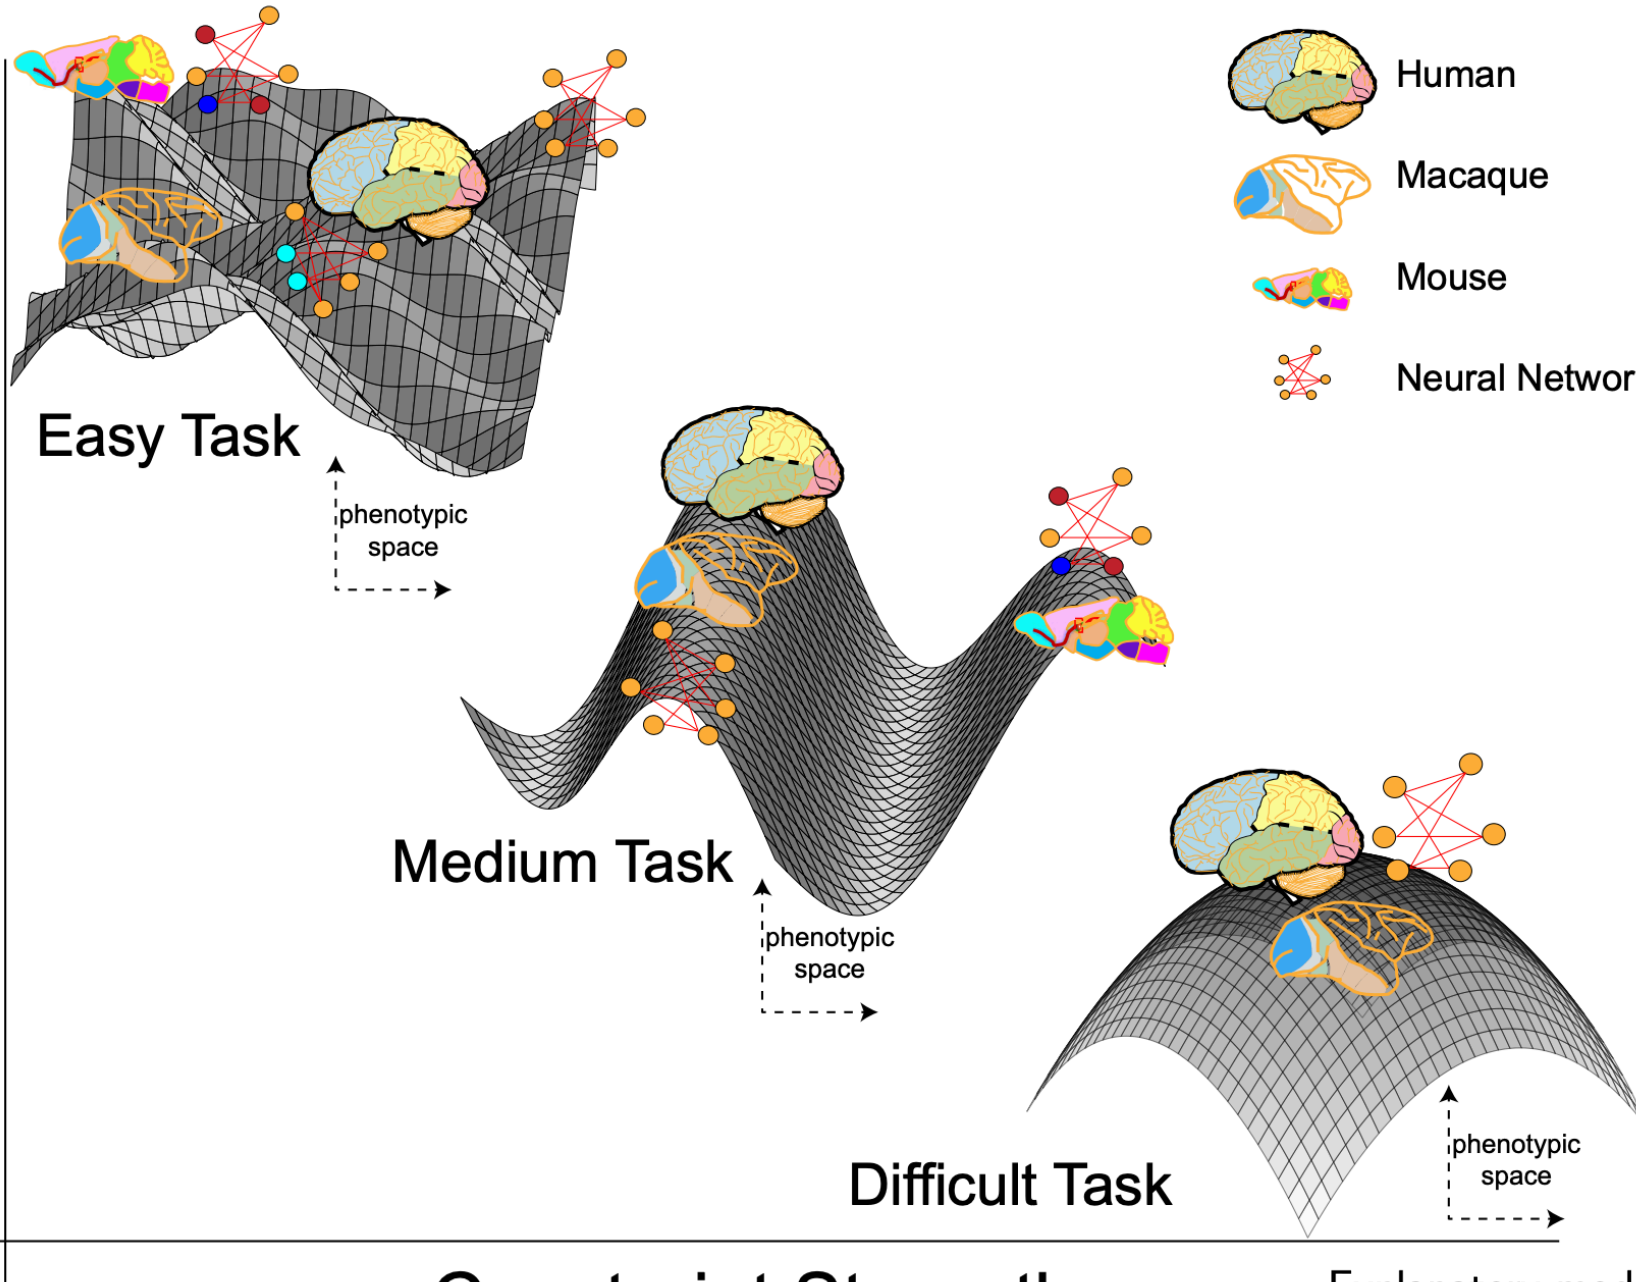 Human
Macaque
Mouse
Neural Networ
Easy Task
phenotypic
space
Medium Task
phenotypic
space
Difficult Task
phenotypic
space